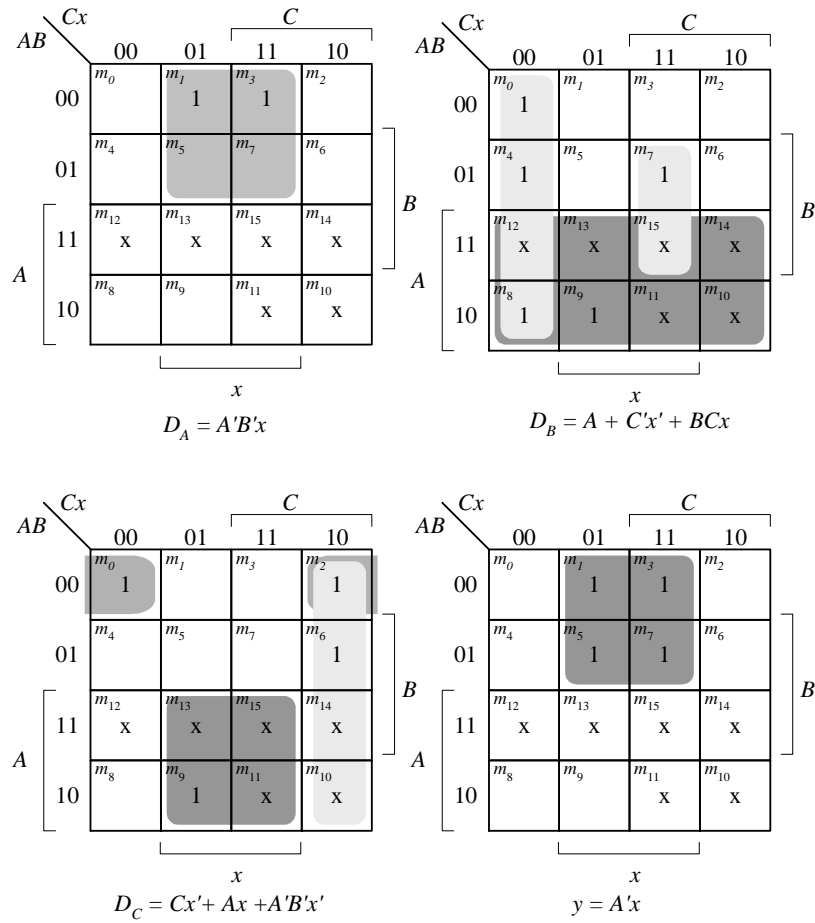 Cx C
AB 00 01 11 10
00 m0 m1 1 m3 1 m2
01 m4 m5 m7 m6
B
A
11 m12 x m13 x m15 x m14 x
10 m8 m9 m11 x m10 x
x
D_A = A'B'x
Cx C
AB 00 01 11 10
00 m0 1 m1 m3 m2
01 m4 1 m5 m7 1 m6
B
A
11 m12 x m13 x m15 x m14 x
10 m8 1 m9 1 m11 x m10 x
x
D_B = A + C'x' + BCx
Cx C
AB 00 01 11 10
00 m0 1 m1 m3 m2 1
01 m4 m5 m7 m6 1
B
A
11 m12 x m13 x m15 x m14 x
10 m8 m9 1 m11 x m10 x
x
D_C = Cx' + Ax + A'B'x'
Cx C
AB 00 01 11 10
00 m0 m1 1 m3 1 m2
01 m4 m5 1 m7 1 m6
B
A
11 m12 x m13 x m15 x m14 x
10 m8 m9 m11 x m10 x
x
y = A'x